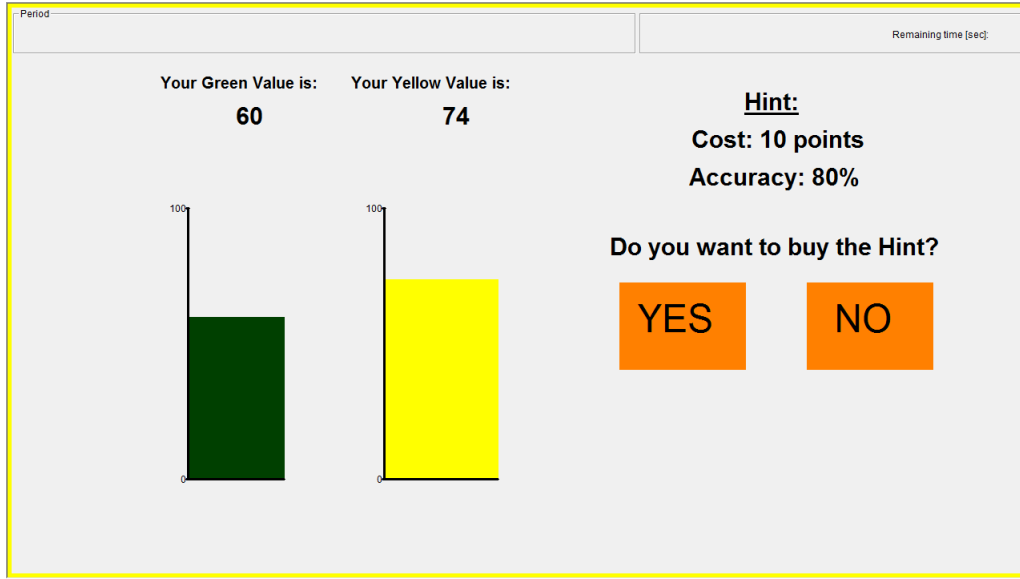 Period
Remaining time [sec]:
Your Green Value is:
60
Your Yellow Value is:
74
Hint:
Cost: 10 points
Accuracy: 80%
Do you want to buy the Hint?
YES
NO
100
0
100
0